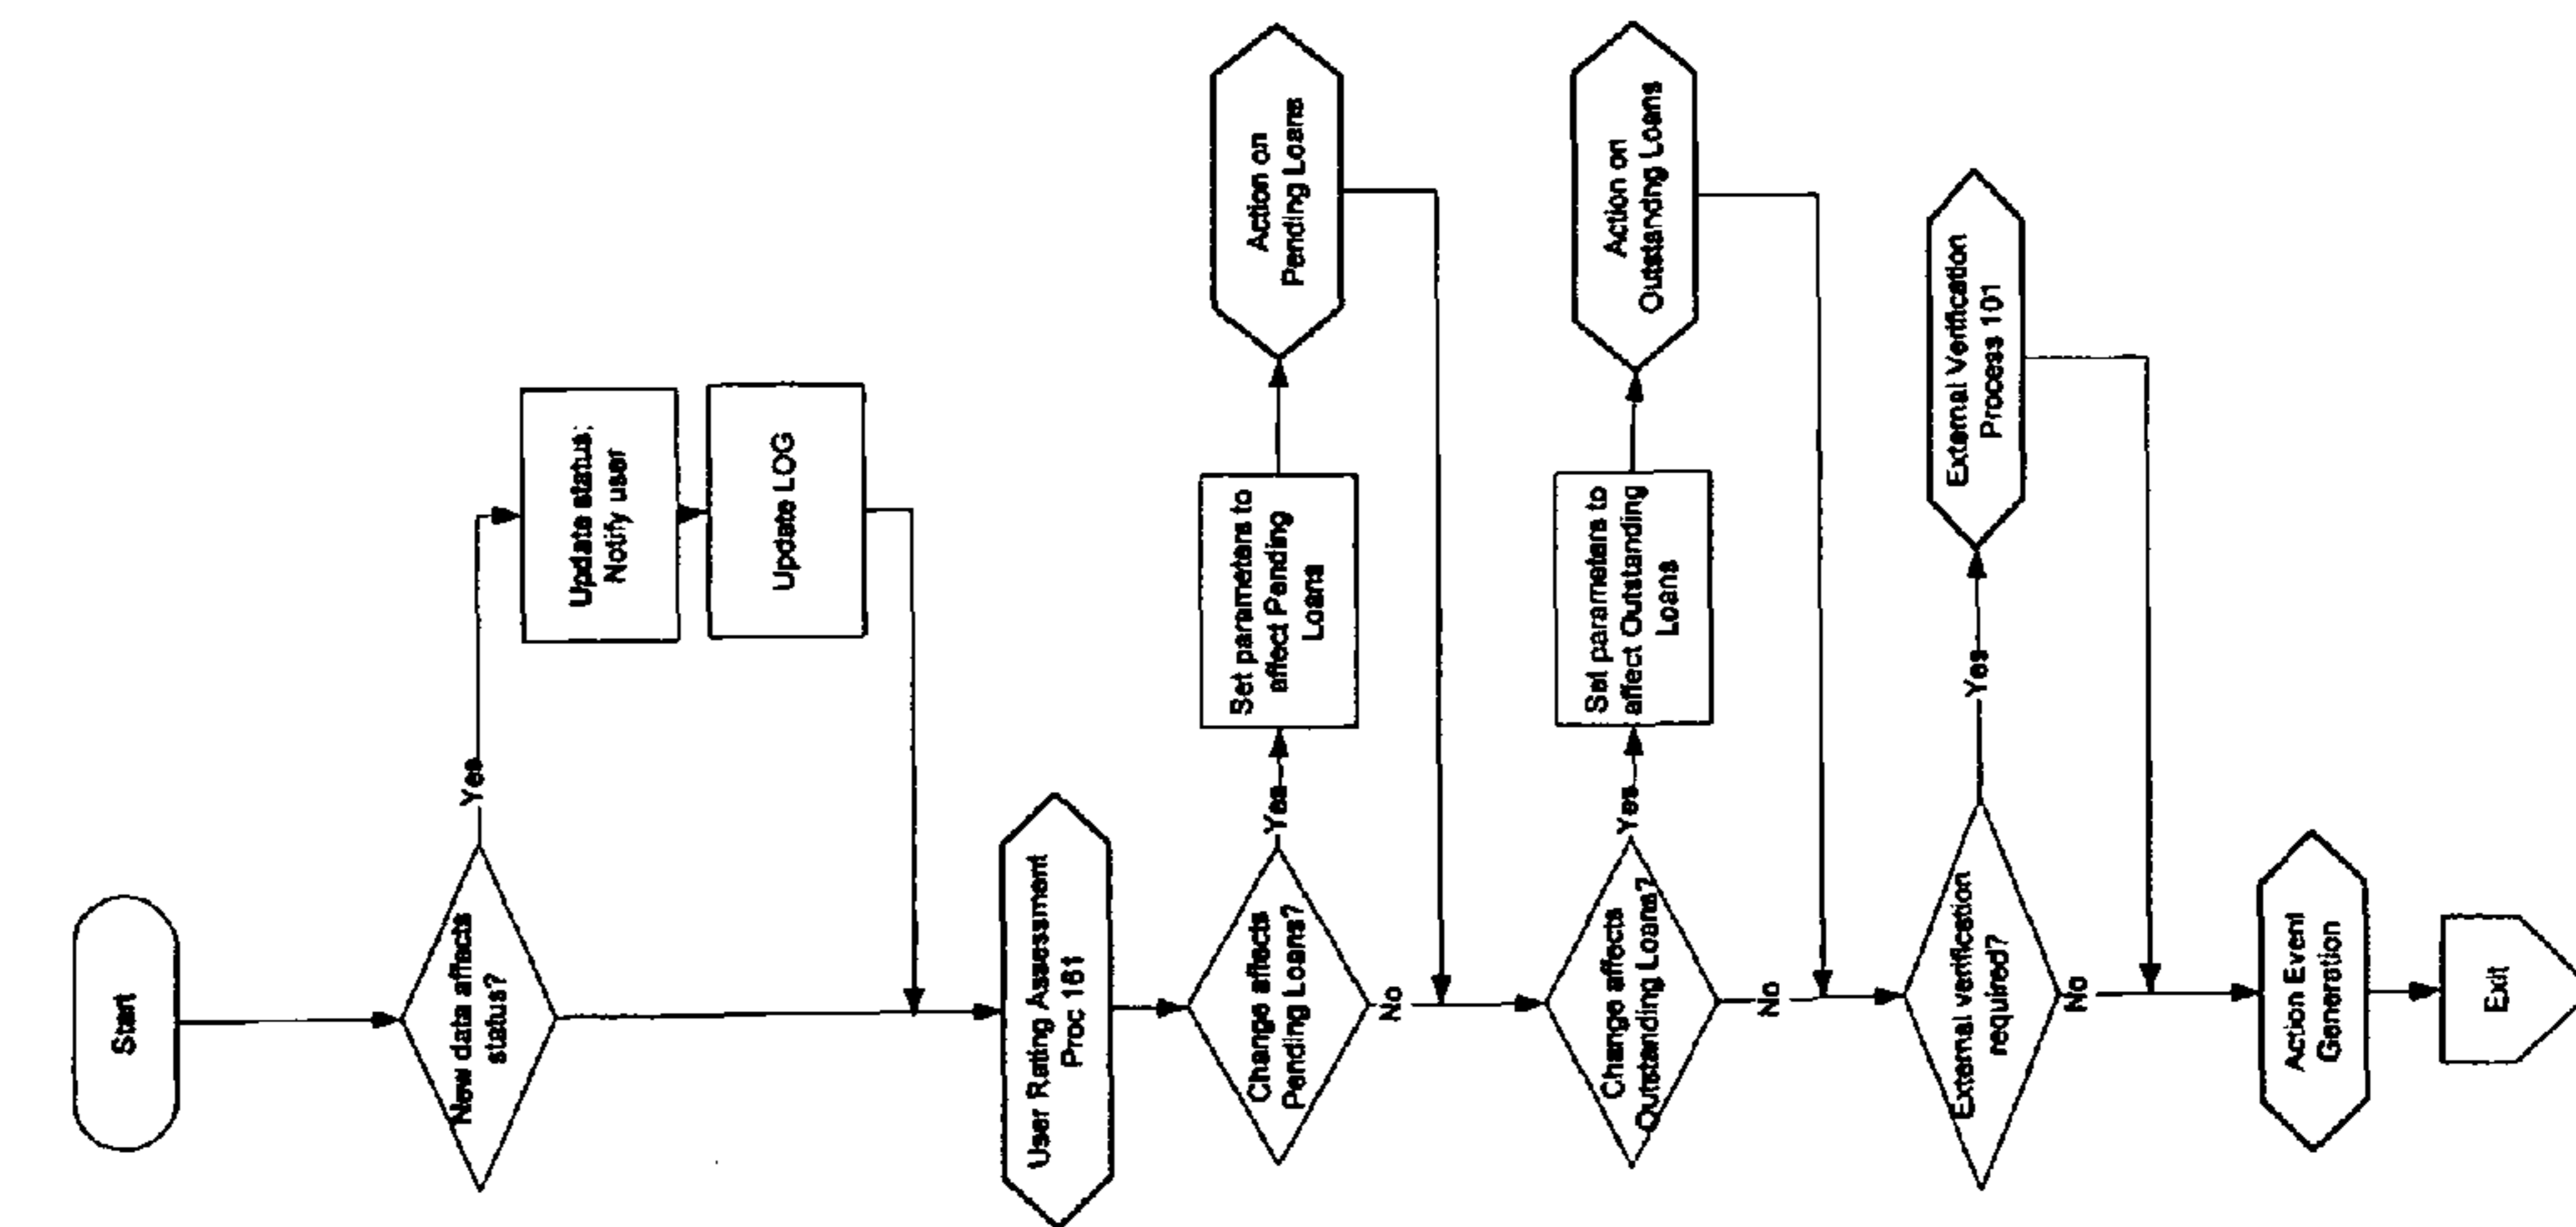 Start
New data affects
status?
Yes
Update status;
Notify user
Update LOG
User Rating Assessment
Proc 161
Change affects
Pending Loans?
Yes
Set parameters to
affect Pending
Loans
Action on
Pending Loans
No
Change affects
Outstanding Loans?
Yes
Set parameters to
affect Outstanding
Loans
Action on
Outstanding Loans
No
External verification
required?
Yes
External Verification
Process 101
No
Action Event
Generation
Exit